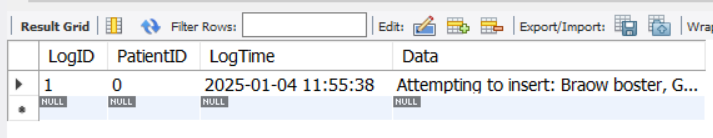 Result Grid Filter Rows: Edit: Export/Import: Wrap
LogID PatientID LogTime Data
1 0 2025-01-04 11:55:38 Attempting to insert: Braow boster, G...
NULL NULL NULL NULL